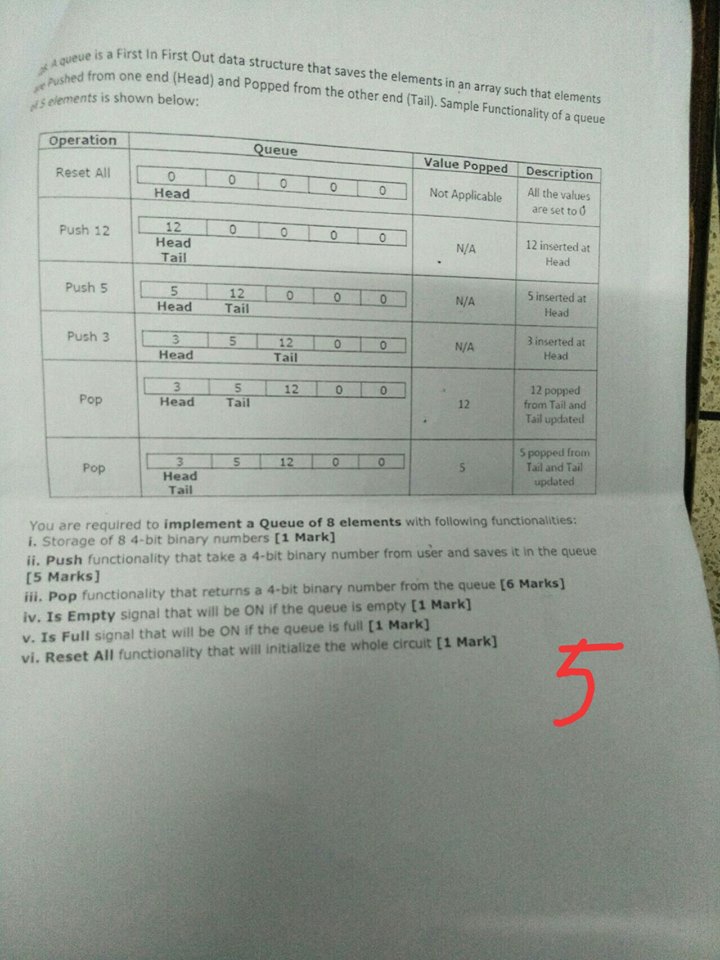 A queue is a First In First Out data structure that saves the elements in an array such that elements
are Pushed from one end (Head) and Popped from the other end (Tail). Sample Functionality of a queue
of 5 elements is shown below:
Operation Queue Value Popped Description
Reset All 0 0 0 0 0 Not Applicable All the values
Head are set to 0
Push 12 12 0 0 0 0 N/A 12 inserted at
Head Head
Tail
Push 5 5 12 0 0 0 N/A 5 inserted at
Head Tail Head
Push 3 3 5 12 0 0 N/A 3 inserted at
Head Tail Head
Pop 3 5 12 0 0 12 12 popped
Head Tail from Tail and
Tail updated
Pop 3 5 12 0 0 5 5 popped from
Head Tail and Tail
Tail updated
You are required to implement a Queue of 8 elements with following functionalities:
i. Storage of 8 4-bit binary numbers [1 Mark]
ii. Push functionality that take a 4-bit binary number from user and saves it in the queue
[5 Marks]
iii. Pop functionality that returns a 4-bit binary number from the queue [6 Marks]
iv. Is Empty signal that will be ON if the queue is empty [1 Mark]
v. Is Full signal that will be ON if the queue is full [1 Mark]
vi. Reset All functionality that will initialize the whole circuit [1 Mark]
5